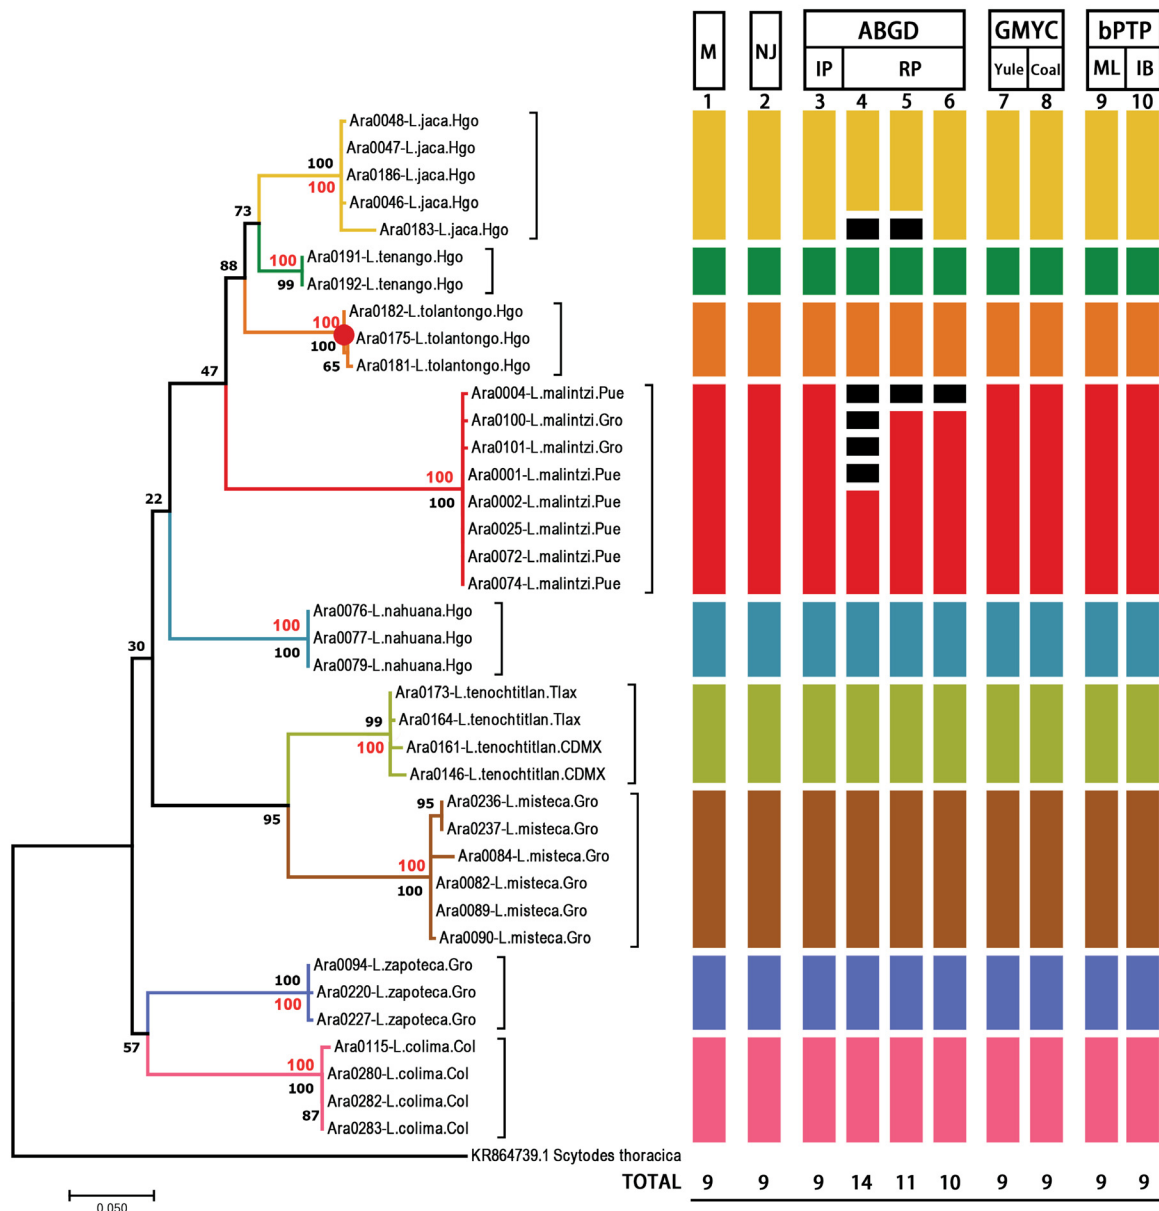 M NJ ABGD GMYC bPTP
IP RP Yule Coal ML IB
1 2 3 4 5 6 7 8 9 10
Ara0048-L.jaca.Hgo
Ara0047-L.jaca.Hgo
100
Ara0186-L.jaca.Hgo
100
Ara0046-L.jaca.Hgo
73
Ara0183-L.jaca.Hgo
Ara0191-L.tenango.Hgo
100
88
99
Ara0192-L.tenango.Hgo
Ara0182-L.tolantongo.Hgo
100
Ara0175-L.tolantongo.Hgo
100
65
Ara0181-L.tolantongo.Hgo
47
Ara0004-L.malintzi.Pue
Ara0100-L.malintzi.Gro
Ara0101-L.malintzi.Gro
100
Ara0001-L.malintzi.Pue
22
100
Ara0002-L.malintzi.Pue
Ara0025-L.malintzi.Pue
Ara0072-L.malintzi.Pue
Ara0074-L.malintzi.Pue
Ara0076-L.nahuana.Hgo
100
Ara0077-L.nahuana.Hgo
30
100
Ara0079-L.nahuana.Hgo
Ara0173-L.tenochtitlan.Tlax
99
Ara0164-L.tenochtitlan.Tlax
100
Ara0161-L.tenochtitlan.CDMX
Ara0146-L.tenochtitlan.CDMX
95
Ara0236-L.misteca.Gro
95
Ara0237-L.misteca.Gro
Ara0084-L.misteca.Gro
100
Ara0082-L.misteca.Gro
100
Ara0089-L.misteca.Gro
Ara0090-L.misteca.Gro
Ara0094-L.zapoteca.Gro
100
Ara0220-L.zapoteca.Gro
100
Ara0227-L.zapoteca.Gro
57
Ara0115-L.colima.Col
100
Ara0280-L.colima.Col
100
Ara0282-L.colima.Col
87
Ara0283-L.colima.Col
KR864739.1 Scytodes thoracica
TOTAL 9 9 9 14 11 10 9 9 9 9
0.050